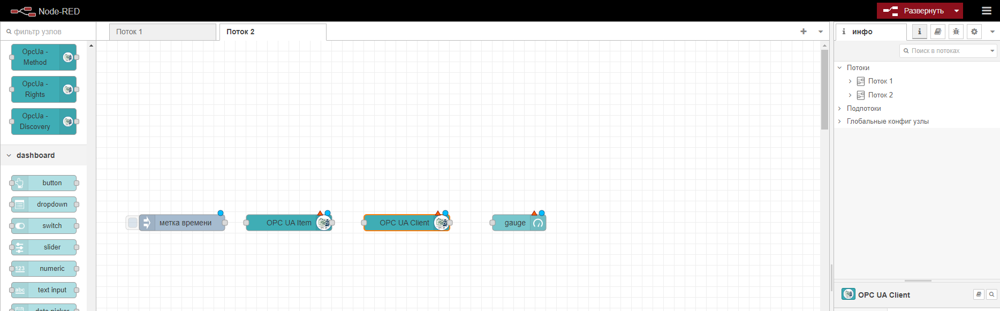 Node-RED
Развернуть
фильтр узлов
Поток 1
Поток 2
инфо
Поиск в потоках
OpcUa -
Method
OpcUa -
Rights
OpcUa -
Discovery
dashboard
button
dropdown
switch
slider
123 numeric
abc text input
date picker
метка времени
OPC UA Item
OPC UA Client
gauge
Потоки
Поток 1
Поток 2
Подпотоки
Глобальные конфиг узлы
OPC UA Client